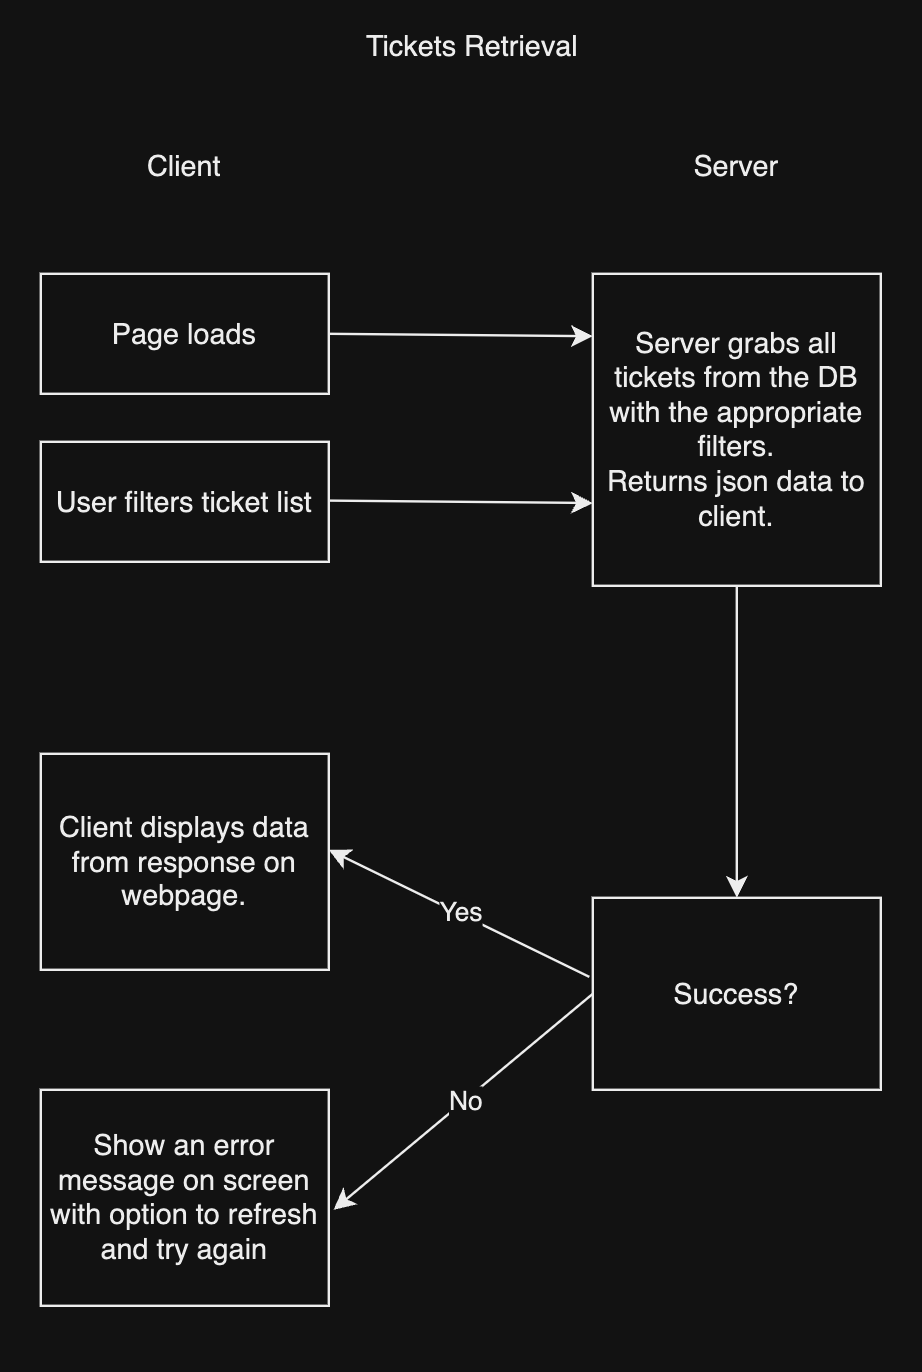 Tickets Retrieval
Client
Server
Page loads
Server grabs all
tickets from the DB
with the appropriate
filters.
Returns json data to
client.
User filters ticket list
Client displays data
from response on
webpage.
Yes
Success?
No
Show an error
message on screen
with option to refresh
and try again